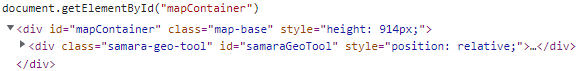 document.getElementById("mapContainer")
▼<div id="mapContainer" class="map-base" style="height: 914px;">
▶<div class="samara-geo-tool" id="samaraGeoTool" style="position: relative;">…</div>
</div>